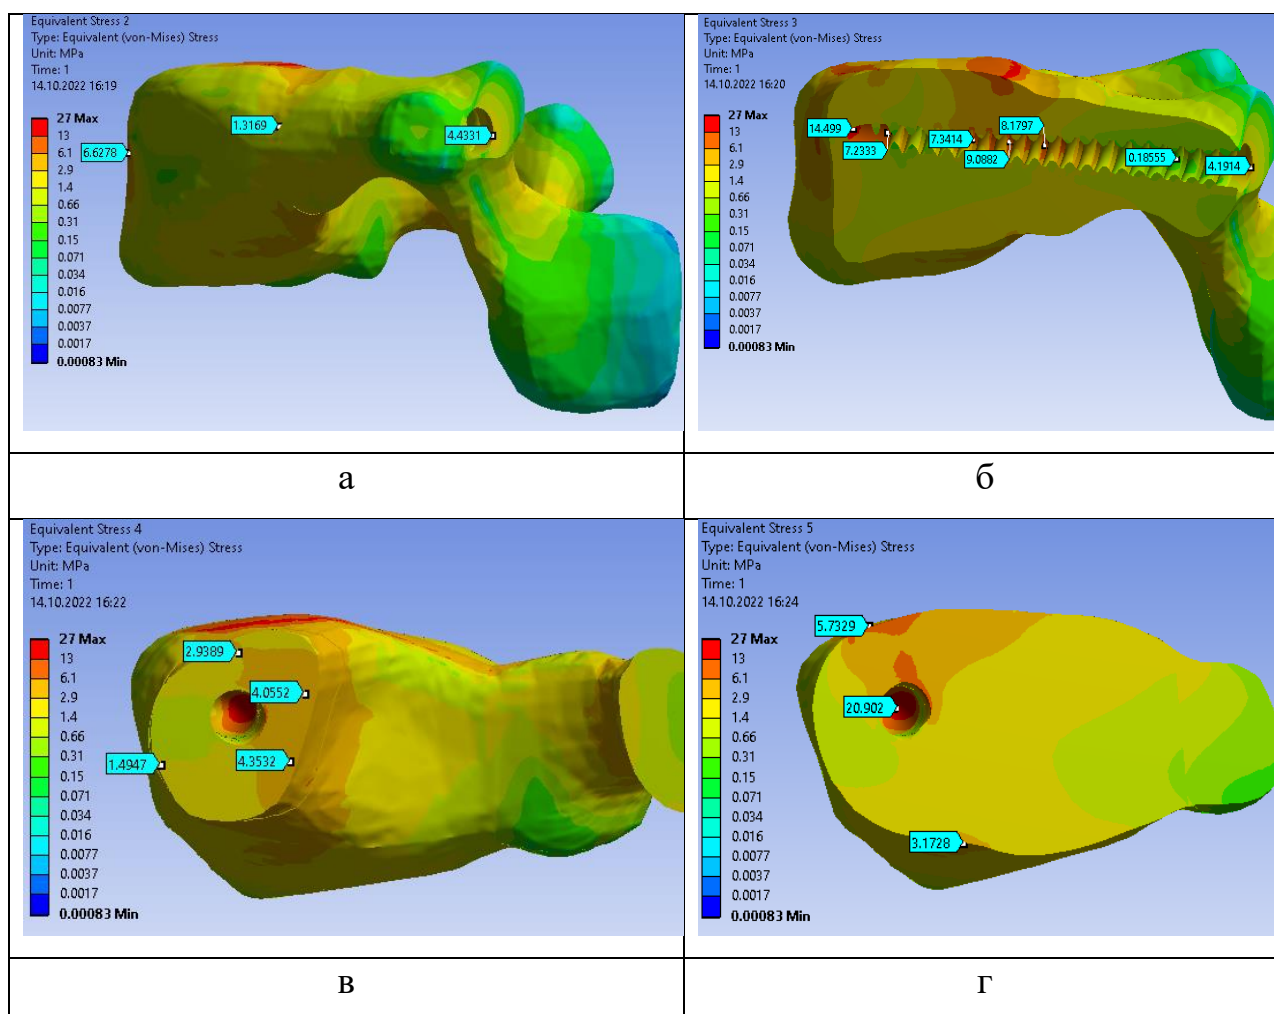 Equivalent Stress 2
Type: Equivalent (von-Mises) Stress
Unit: MPa
Time: 1
14.10.2022 16:19
27 Max
13
6.1
2.9
1.4
0.66
0.31
0.15
0.071
0.034
0.016
0.0077
0.0037
0.0017
0.00083 Min
6.6278
1.3169
4.4331
Equivalent Stress 3
Type: Equivalent (von-Mises) Stress
Unit: MPa
Time: 1
14.10.2022 16:20
27 Max
13
6.1
2.9
1.4
0.66
0.31
0.15
0.071
0.034
0.016
0.0077
0.0037
0.0017
0.00083 Min
14.499
7.2333
7.3414
9.0882
8.1797
0.18555
4.1914
а
б
Equivalent Stress 4
Type: Equivalent (von-Mises) Stress
Unit: MPa
Time: 1
14.10.2022 16:22
27 Max
13
6.1
2.9
1.4
0.66
0.31
0.15
0.071
0.034
0.016
0.0077
0.0037
0.0017
0.00083 Min
2.9389
4.0552
4.3532
1.4947
Equivalent Stress 5
Type: Equivalent (von-Mises) Stress
Unit: MPa
Time: 1
14.10.2022 16:24
27 Max
13
6.1
2.9
1.4
0.66
0.31
0.15
0.071
0.034
0.016
0.0077
0.0037
0.0017
0.00083 Min
5.7329
20.902
3.1728
в
г